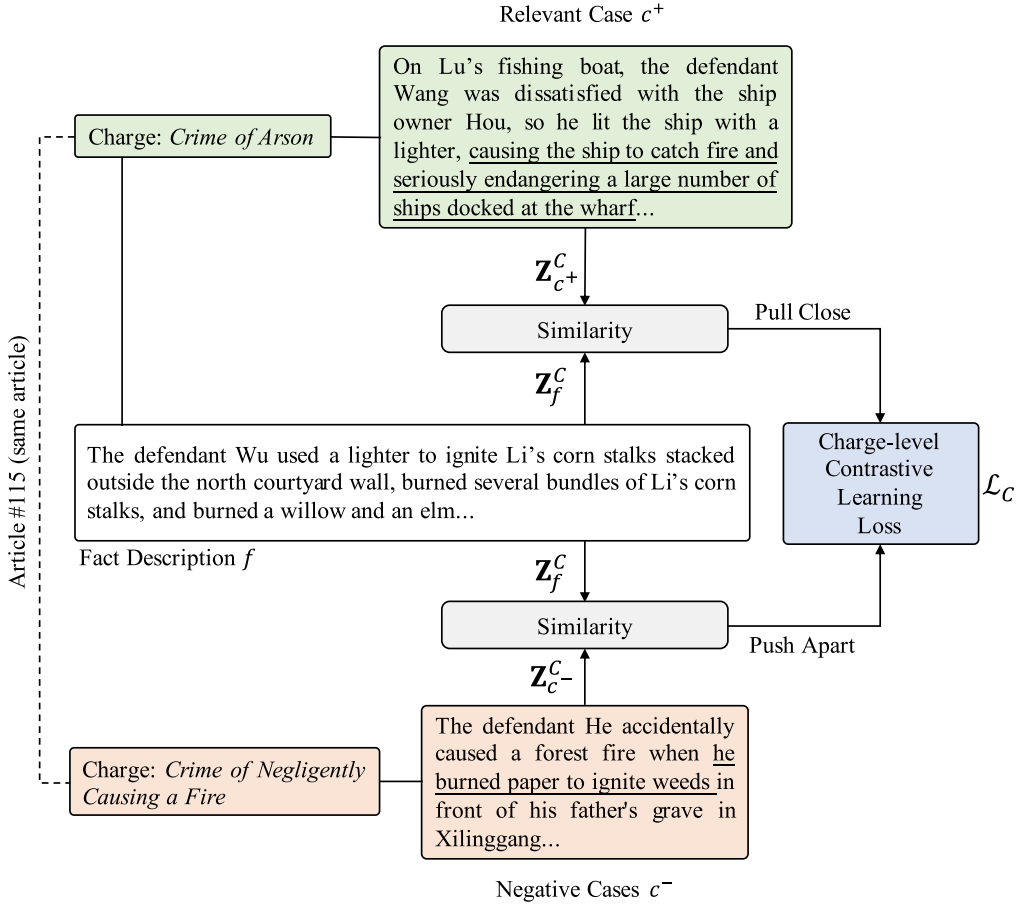 Relevant Case c⁺
On Lu's fishing boat, the defendant
Wang was dissatisfied with the ship
owner Hou, so he lit the ship with a
lighter, causing the ship to catch fire and
seriously endangering a large number of
ships docked at the wharf...
Charge: Crime of Arson
Z^C_{c⁺}
Similarity
Pull Close
Z^C_f
Article #115 (same article)
The defendant Wu used a lighter to ignite Li's corn stalks stacked
outside the north courtyard wall, burned several bundles of Li's corn
stalks, and burned a willow and an elm...
Fact Description f
Charge-level
Contrastive
Learning
Loss
ℒ_C
Z^C_f
Similarity
Push Apart
Z^C_{c⁻}
The defendant He accidentally
caused a forest fire when he
burned paper to ignite weeds in
front of his father's grave in
Xilinggang...
Charge: Crime of Negligently
Causing a Fire
Negative Cases c⁻